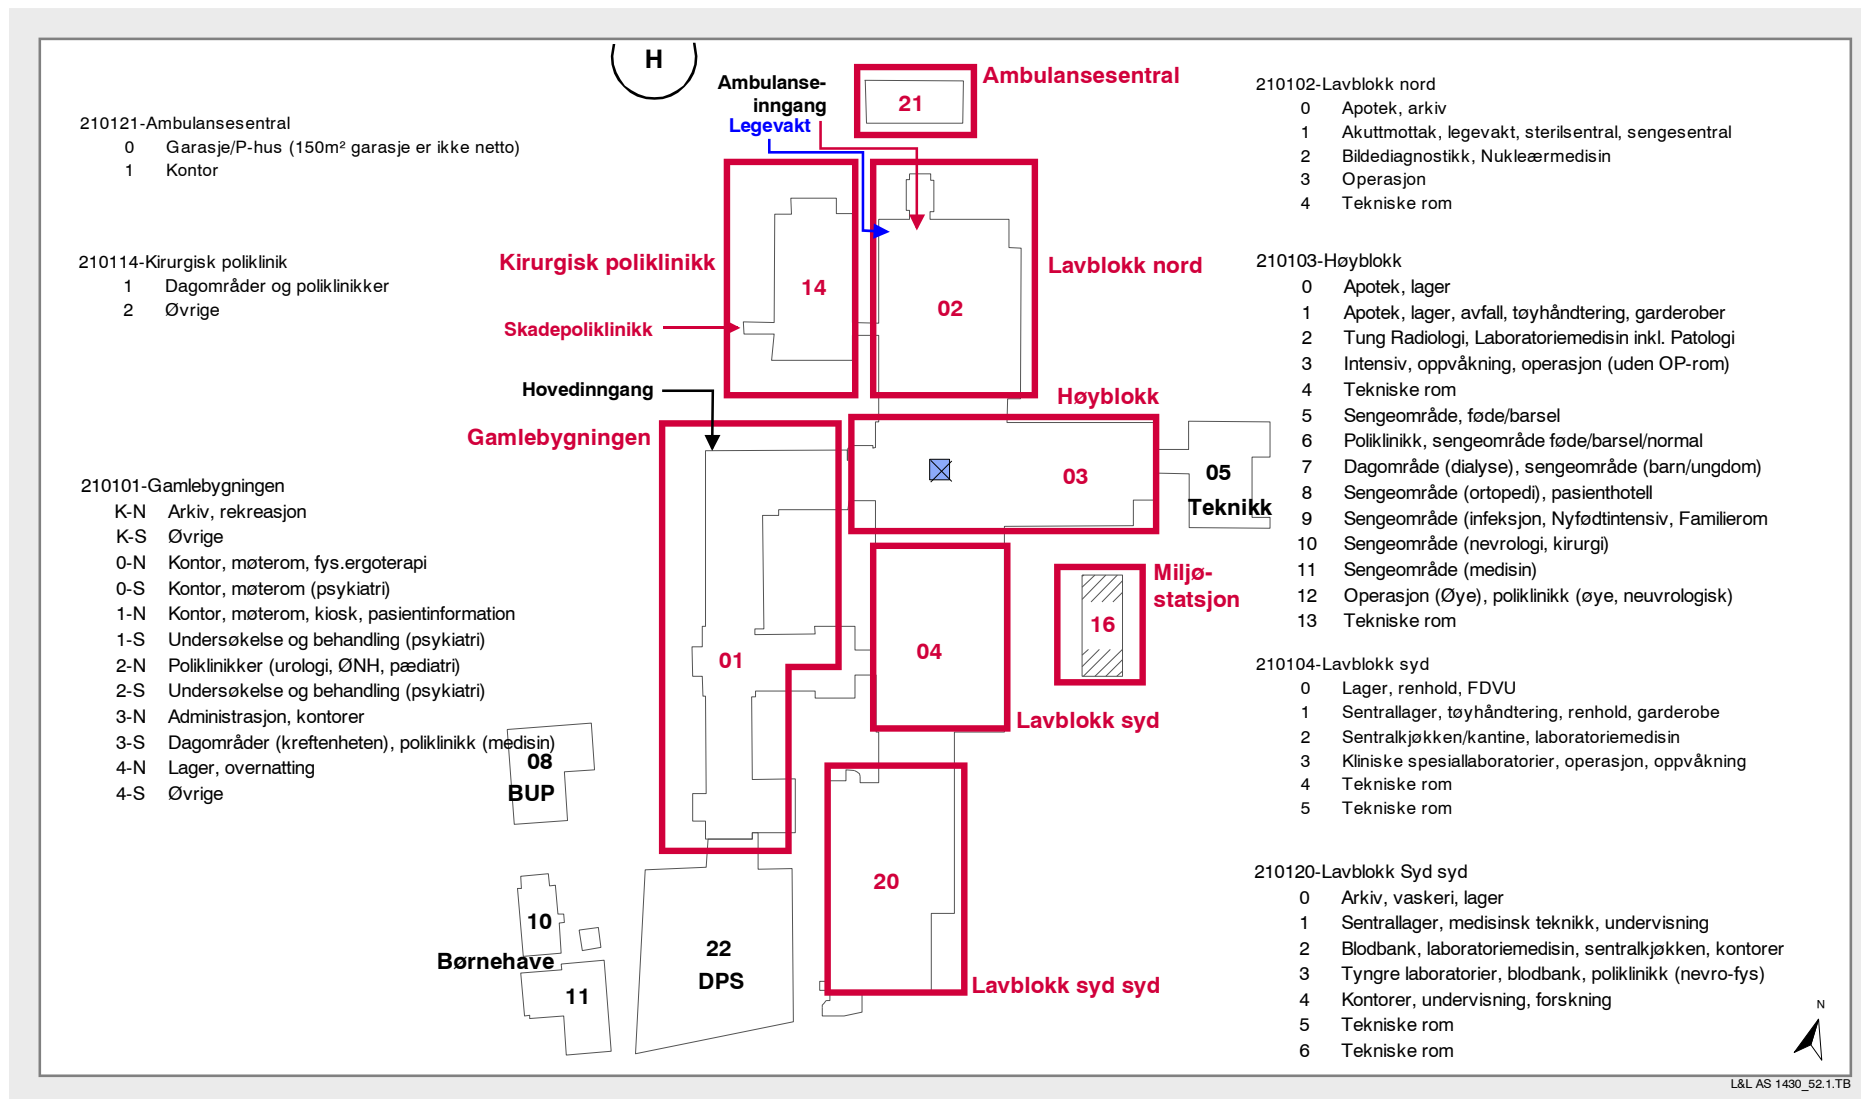 H
Ambulanse-
inngang
Legevakt
21
Ambulansesentral
210121-Ambulansesentral
0 Garasje/P-hus (150m² garasje er ikke netto)
1 Kontor
210114-Kirurgisk poliklinik
1 Dagområder og poliklinikker
2 Øvrige
Kirurgisk poliklinikk
14
Skadepoliklinikk
02
Lavblokk nord
Hovedinngang
Gamlebygningen
Høyblokk
03
05
Teknikk
210101-Gamlebygningen
K-N Arkiv, rekreasjon
K-S Øvrige
0-N Kontor, møterom, fys.ergoterapi
0-S Kontor, møterom (psykiatri)
1-N Kontor, møterom, kiosk, pasientinformation
1-S Undersøkelse og behandling (psykiatri)
2-N Poliklinikker (urologi, ØNH, pædiatri)
2-S Undersøkelse og behandling (psykiatri)
3-N Administrasjon, kontorer
3-S Dagområder (kreftenheten), poliklinikk (medisin)
4-N Lager, overnatting
4-S Øvrige
01
04
Miljø-
statsjon
16
Lavblokk syd
08
BUP
20
Lavblokk syd syd
10
Børnehave
11
22
DPS
210102-Lavblokk nord
0 Apotek, arkiv
1 Akuttmottak, legevakt, sterilsentral, sengesentral
2 Bildediagnostikk, Nukleærmedisin
3 Operasjon
4 Tekniske rom
210103-Høyblokk
0 Apotek, lager
1 Apotek, lager, avfall, tøyhåndtering, garderober
2 Tung Radiologi, Laboratoriemedisin inkl. Patologi
3 Intensiv, oppvåkning, operasjon (uden OP-rom)
4 Tekniske rom
5 Sengeområde, føde/barsel
6 Poliklinikk, sengeområde føde/barsel/normal
7 Dagområde (dialyse), sengeområde (barn/ungdom)
8 Sengeområde (ortopedi), pasienthotell
9 Sengeområde (infeksjon, Nyfødtintensiv, Familierom
10 Sengeområde (nevrologi, kirurgi)
11 Sengeområde (medisin)
12 Operasjon (Øye), poliklinikk (øye, neuvrologisk)
13 Tekniske rom
210104-Lavblokk syd
0 Lager, renhold, FDVU
1 Sentrallager, tøyhåndtering, renhold, garderobe
2 Sentralkjøkken/kantine, laboratoriemedisin
3 Kliniske spesiallaboratorier, operasjon, oppvåkning
4 Tekniske rom
5 Tekniske rom
210120-Lavblokk Syd syd
0 Arkiv, vaskeri, lager
1 Sentrallager, medisinsk teknikk, undervisning
2 Blodbank, laboratoriemedisin, sentralkjøkken, kontorer
3 Tyngre laboratorier, blodbank, poliklinikk (nevro-fys)
4 Kontorer, undervisning, forskning
5 Tekniske rom
6 Tekniske rom
N
L&L AS 1430_52.1.TB